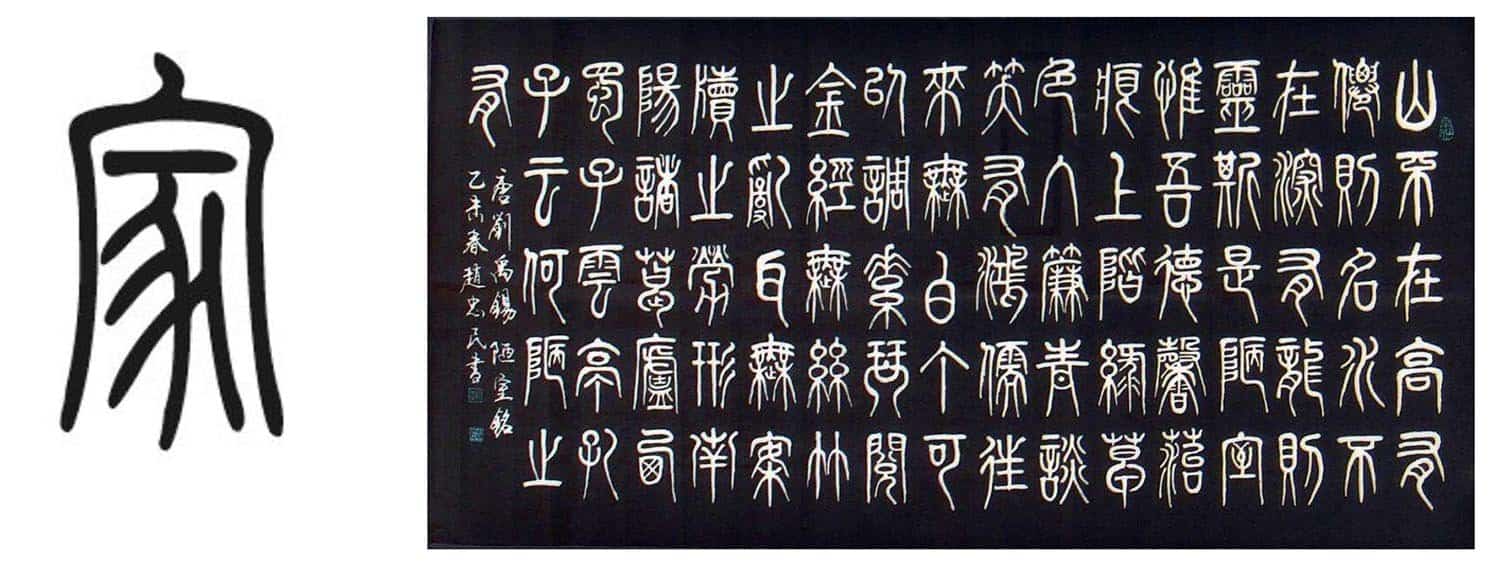 家
山不在高有
僊則名水不
在深有龍則
靈斯是陋室
惟吾德馨苔
痕上階綠草
色入簾青談
笑有鴻儒往
來無白丁可
以調素琴閱
金經無絲竹
之亂耳無案
牘之勞形南
陽諸葛廬西
蜀子雲亭孔
子云何陋之
有
唐劉禹錫陋室銘
乙未春趙忠民書